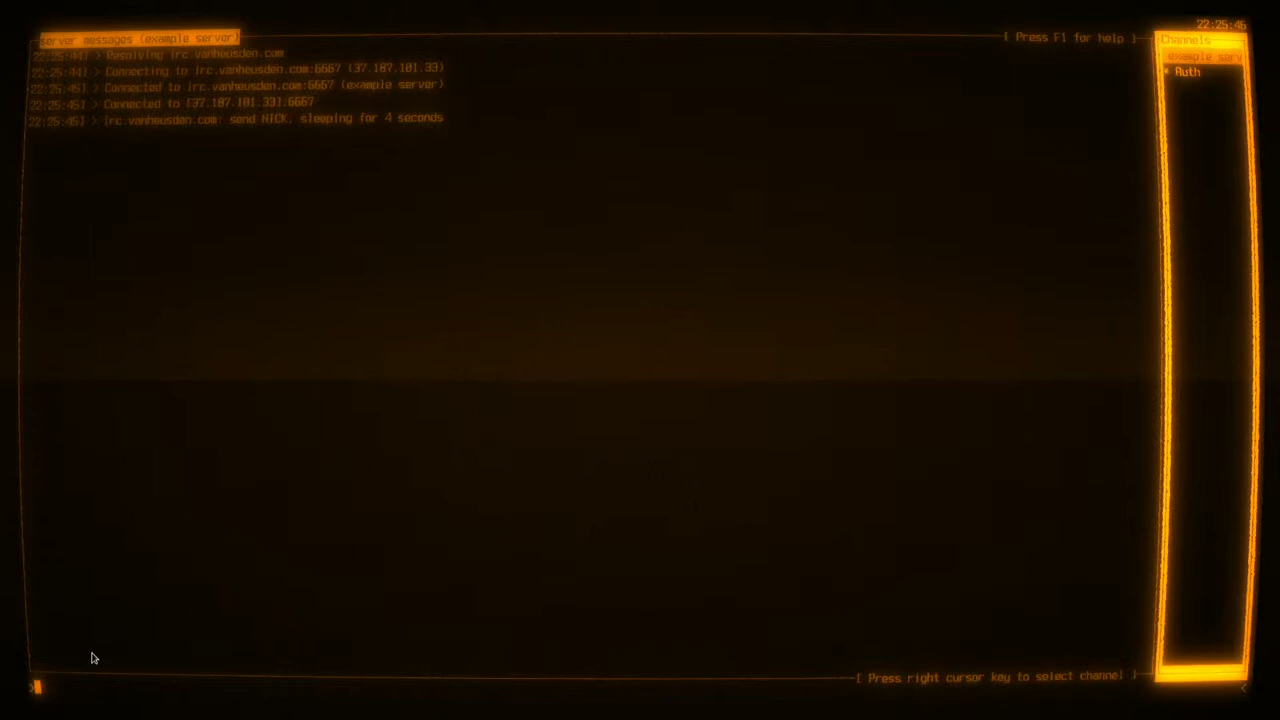 22:25:46
server messages (example server)
[ Press F1 for help ]
Channels
22:25:44] > Resolving irc.vanheusden.com
22:25:44] > Connecting to irc.vanheusden.com:6667 (37.187.101.33)
22:25:45] > Connected to irc.vanheusden.com:6667 (example server)
22:25:45] > Connected to [37.187.101.33]:6667
22:25:45] > irc.vanheusden.com: send NICK, sleeping for 4 seconds
example serv
* Auth
[ Press right cursor key to select channel ]